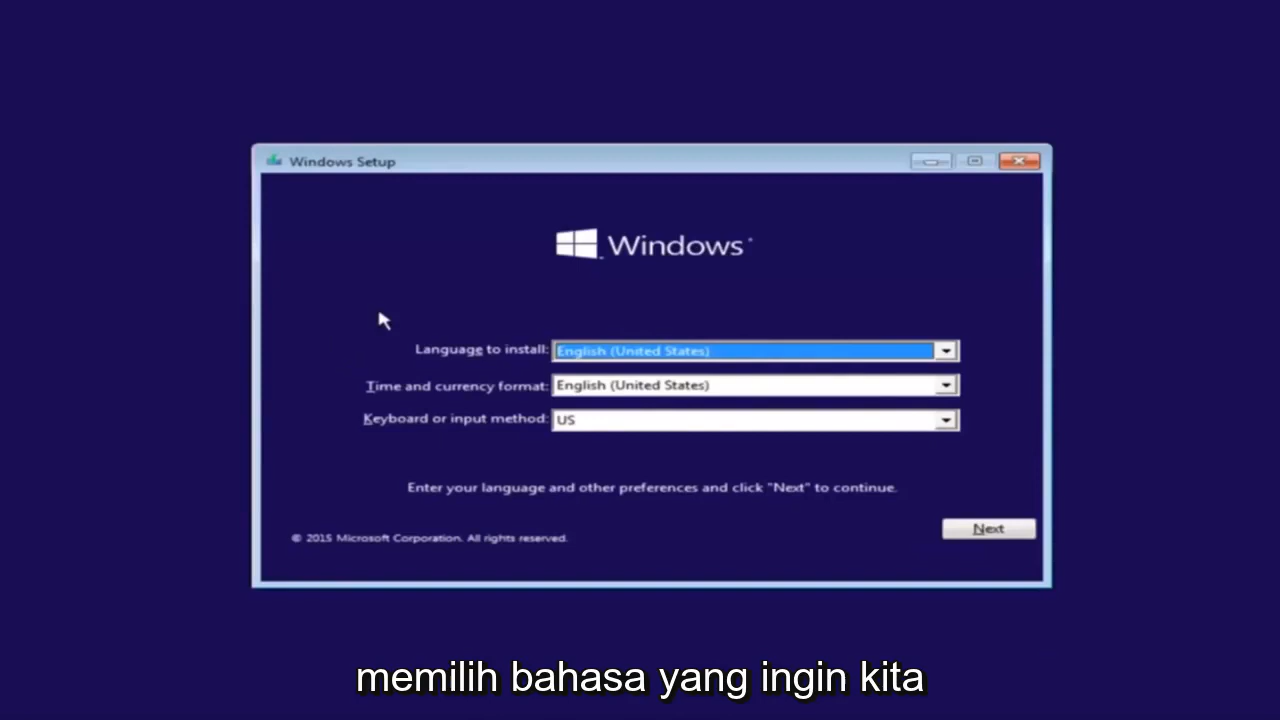 Windows Setup
Windows
Language to install: English (United States)
Time and currency format: English (United States)
Keyboard or input method: US
Enter your language and other preferences and click "Next" to continue.
Next
© 2015 Microsoft Corporation. All rights reserved.
memilih bahasa yang ingin kita